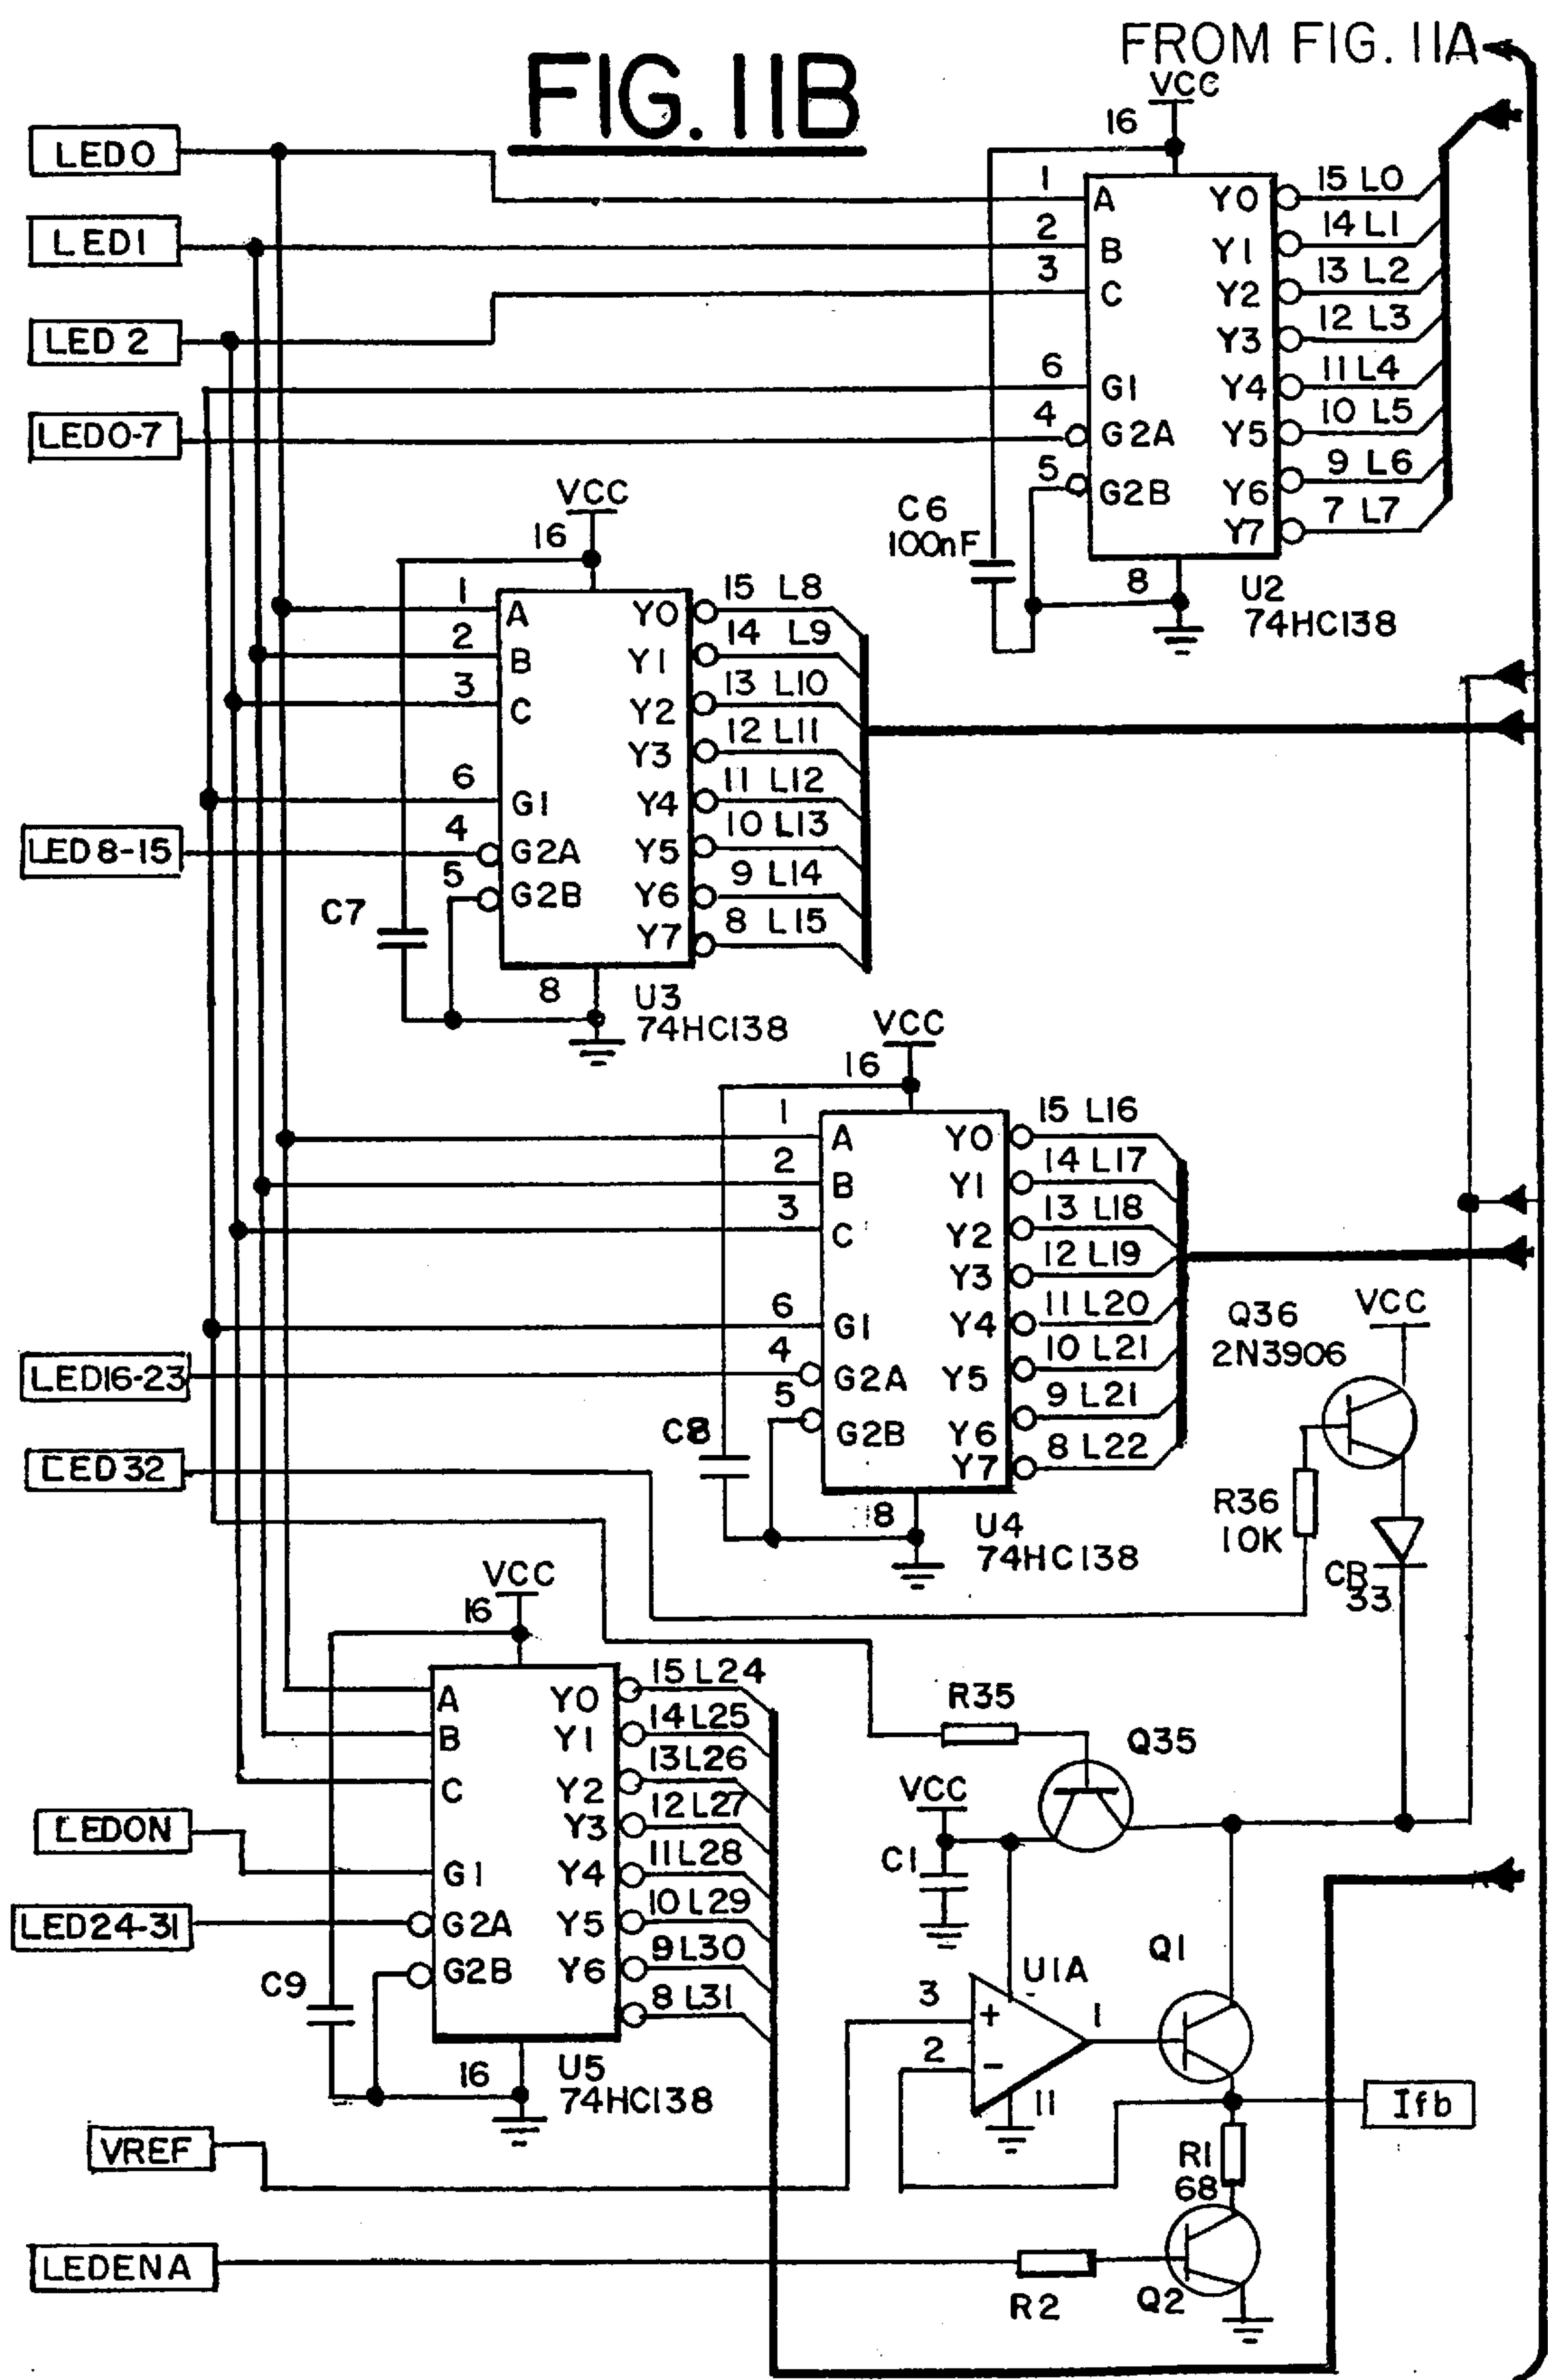 FROM FIG. 11A
FIG. 11B
VCC
16
LED0
LED1
LED 2
LED0-7
1
2
3
6
4
5
A
B
C
G1
G2A
G2B
Y0
Y1
Y2
Y3
Y4
Y5
Y6
Y7
15 L0
14 L1
13 L2
12 L3
11 L4
10 L5
9 L6
7 L7
C6
100nF
8
U2
74HC138
VCC
16
1
2
3
6
4
5
A
B
C
G1
G2A
G2B
Y0
Y1
Y2
Y3
Y4
Y5
Y6
Y7
15 L8
14 L9
13 L10
12 L11
11 L12
10 L13
9 L14
8 L15
LED 8-15
C7
8
U3
74HC138
VCC
16
1
2
3
6
4
5
A
B
C
G1
G2A
G2B
Y0
Y1
Y2
Y3
Y4
Y5
Y6
Y7
15 L16
14 L17
13 L18
12 L19
11 L20
10 L21
9 L21
8 L22
LED16-23
LED 32
C8
8
U4
74HC138
Q36
2N3906
VCC
R36
10K
CB
33
VCC
16
A
B
C
G1
G2A
G2B
Y0
Y1
Y2
Y3
Y4
Y5
Y6
15 L24
14 L25
13 L26
12 L27
11 L28
10 L29
9 L30
8 L31
LEDON
LED24-31
C9
16
U5
74HC138
R35
Q35
VCC
C1
U1A
3
+
2
-
1
11
Q1
Ifb
R1
68
VREF
LEDENA
R2
Q2